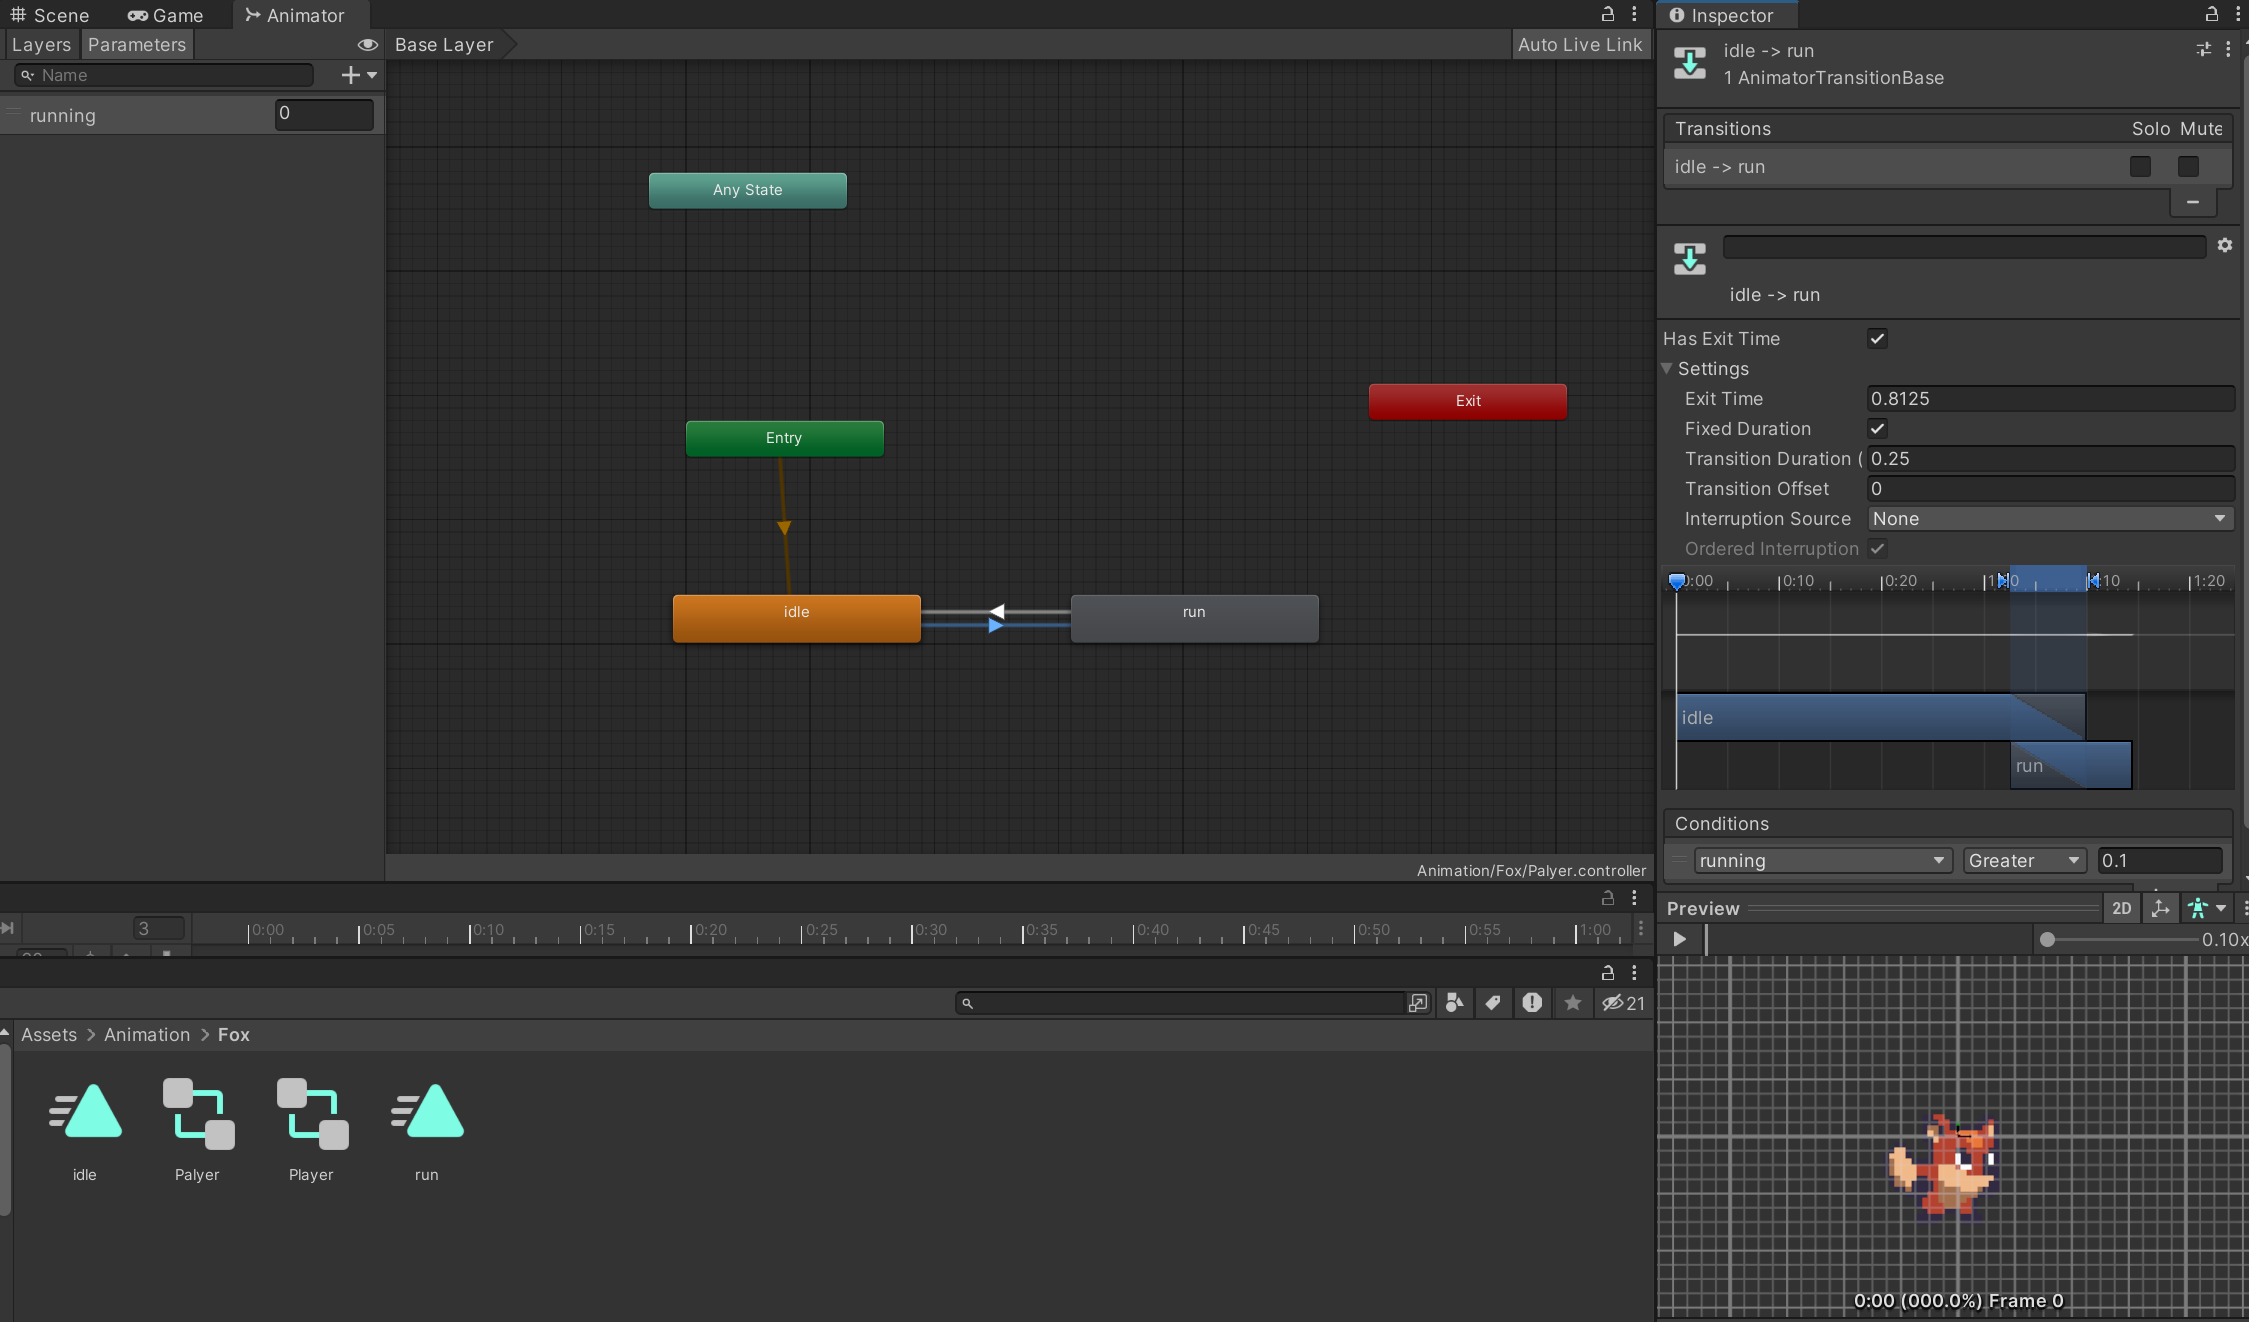 Scene Game Animator
Layers Parameters
Base Layer
Auto Live Link
Name
running 0
Any State
Entry
Exit
idle
run
Animation/Fox/Palyer.controller
Inspector
idle -> run
1 AnimatorTransitionBase
Transitions Solo Mute
idle -> run
idle -> run
Has Exit Time
Settings
Exit Time 0.8125
Fixed Duration
Transition Duration ( 0.25
Transition Offset 0
Interruption Source None
Ordered Interruption
0:10 0:20 1:20
idle
run
Conditions
running Greater 0.1
Preview 2D
0.10x
0:00 (000.0%) Frame 0
3 0:00 0:05 0:10 0:15 0:20 0:25 0:30 0:35 0:40 0:45 0:50 0:55 1:00
21
Assets > Animation > Fox
idle Palyer Player run